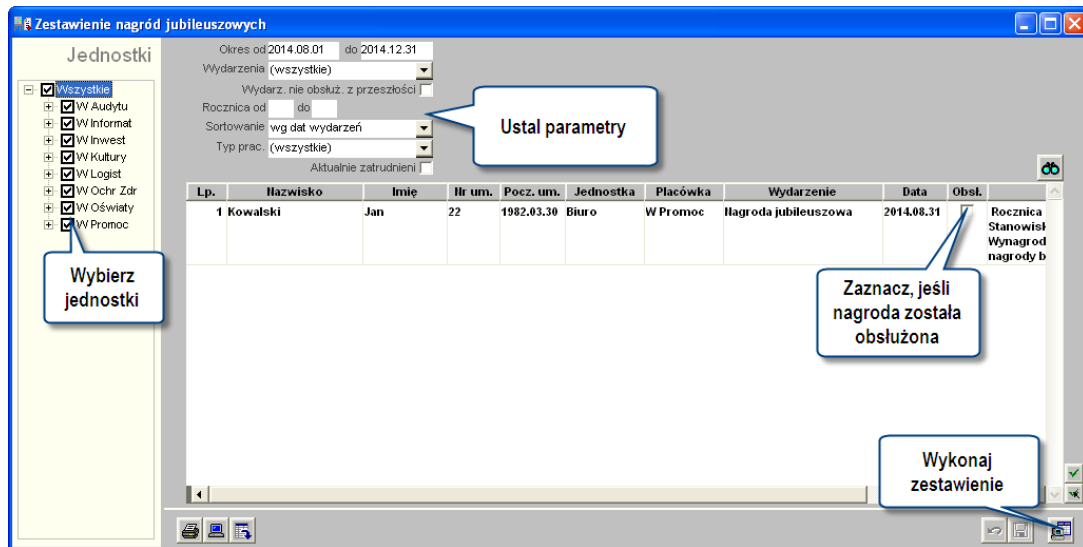 Zestawienie nagród jubileuszowych
Jednostki
Wszystkie
W Audytu
W Informat
W Inwest
W Kultury
W Logist
W Ochr Zdr
W Oświaty
W Promoc
Wybierz
jednostki
Okres od 2014.08.01 do 2014.12.31
Wydarzenia (wszystkie)
Wydarz. nie obsłuż. z przeszłości
Rocznica od do
Sortowanie wg dat wydarzeń
Typ prac. (wszystkie)
Aktualnie zatrudnieni
Ustal parametry
Lp. Nazwisko Imię Nr um. Pocz. um. Jednostka Placówka Wydarzenie Data Obsł.
1 Kowalski Jan 22 1982.03.30 Biuro W Promoc Nagroda jubileuszowa 2014.08.31 Rocznica
Stanowisk
Wynagrod
nagrody b
Zaznacz, jeśli
nagroda została
obsłużona
Wykonaj
zestawienie